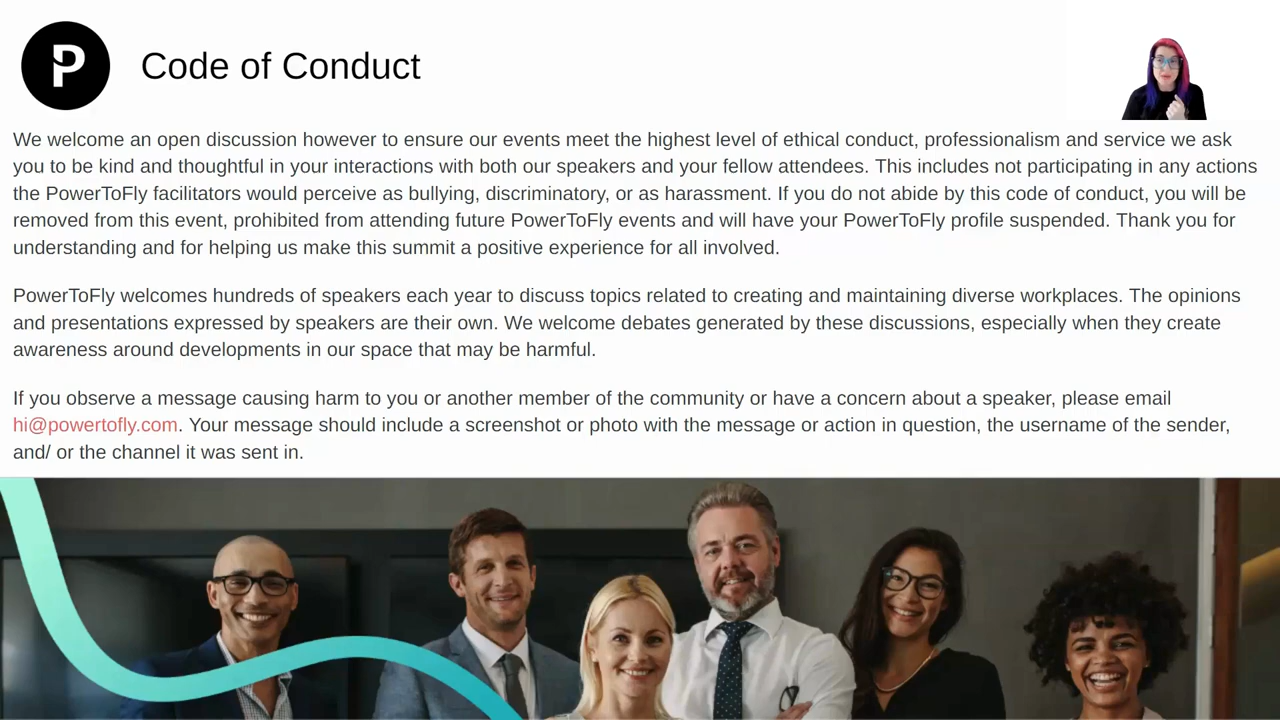 P
Code of Conduct
We welcome an open discussion however to ensure our events meet the highest level of ethical conduct, professionalism and service we ask
you to be kind and thoughtful in your interactions with both our speakers and your fellow attendees. This includes not participating in any actions
the PowerToFly facilitators would perceive as bullying, discriminatory, or as harassment. If you do not abide by this code of conduct, you will be
removed from this event, prohibited from attending future PowerToFly events and will have your PowerToFly profile suspended. Thank you for
understanding and for helping us make this summit a positive experience for all involved.
PowerToFly welcomes hundreds of speakers each year to discuss topics related to creating and maintaining diverse workplaces. The opinions
and presentations expressed by speakers are their own. We welcome debates generated by these discussions, especially when they create
awareness around developments in our space that may be harmful.
If you observe a message causing harm to you or another member of the community or have a concern about a speaker, please email
hi@powertofly.com. Your message should include a screenshot or photo with the message or action in question, the username of the sender,
and/ or the channel it was sent in.